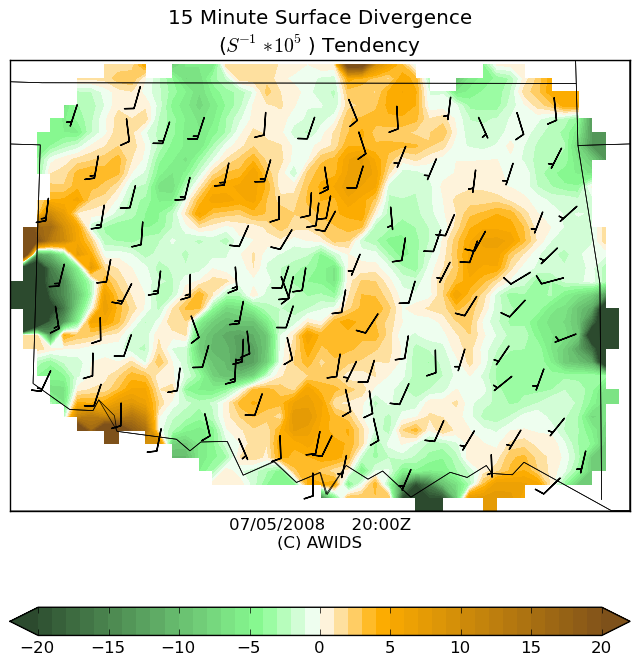 15 Minute Surface Divergence
(S⁻¹ * 10⁵ ) Tendency
07/05/2008 20:00Z
(C) AWIDS
−20 −15 −10 −5 0 5 10 15 20